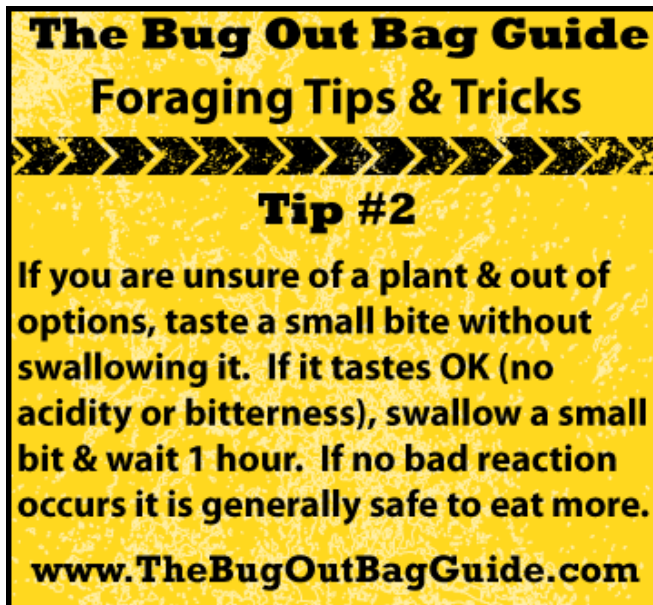 The Bug Out Bag Guide
Foraging Tips & Tricks
Tip #2
If you are unsure of a plant & out of
options, taste a small bite without
swallowing it.  If it tastes OK (no
acidity or bitterness), swallow a small
bit & wait 1 hour.  If no bad reaction
occurs it is generally safe to eat more.
www.TheBugOutBagGuide.com